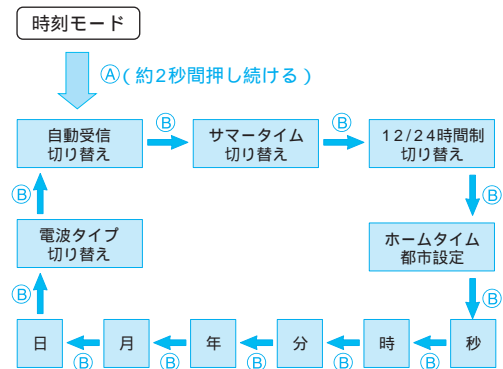 時刻モード
Ⓐ(約2秒間押し続ける)
自動受信
切り替え
Ⓑ
サマータイム
切り替え
Ⓑ
12/24時間制
切り替え
Ⓑ
ホームタイム
都市設定
Ⓑ
秒
Ⓑ
時
Ⓑ
分
Ⓑ
年
Ⓑ
月
Ⓑ
日
Ⓑ
電波タイプ
切り替え
Ⓑ